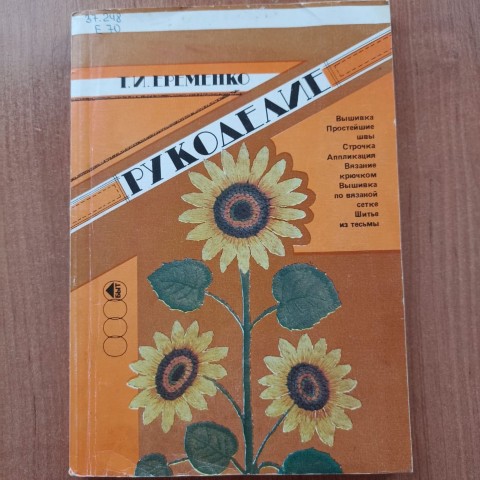 37.248
Е 70
Т.И.ЕРЕМЕНКО
РУКОДЕЛИЕ
Вышивка
Простейшие
швы
Строчка
Аппликация
Вязание
крючком
Вышивка
по вязаной
сетке
Шитье
из тесьмы
БЫТ